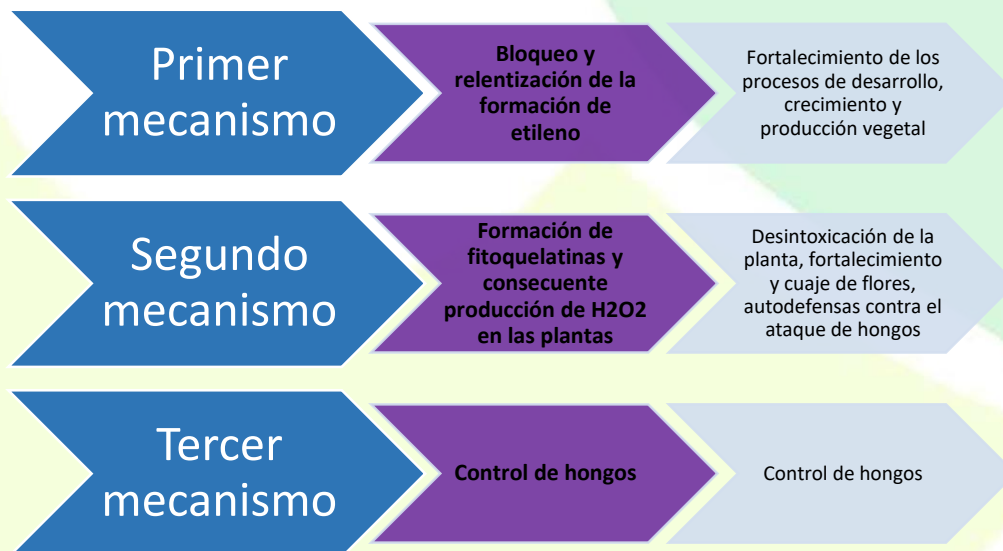 Primer
mecanismo
Bloqueo y
relentización de la
formación de
etileno
Fortalecimiento de los
procesos de desarrollo,
crecimiento y
producción vegetal
Segundo
mecanismo
Formación de
fitoquelatinas y
consecuente
producción de H2O2
en las plantas
Desintoxicación de la
planta, fortalecimiento
y cuaje de flores,
autodefensas contra el
ataque de hongos
Tercer
mecanismo
Control de hongos
Control de hongos